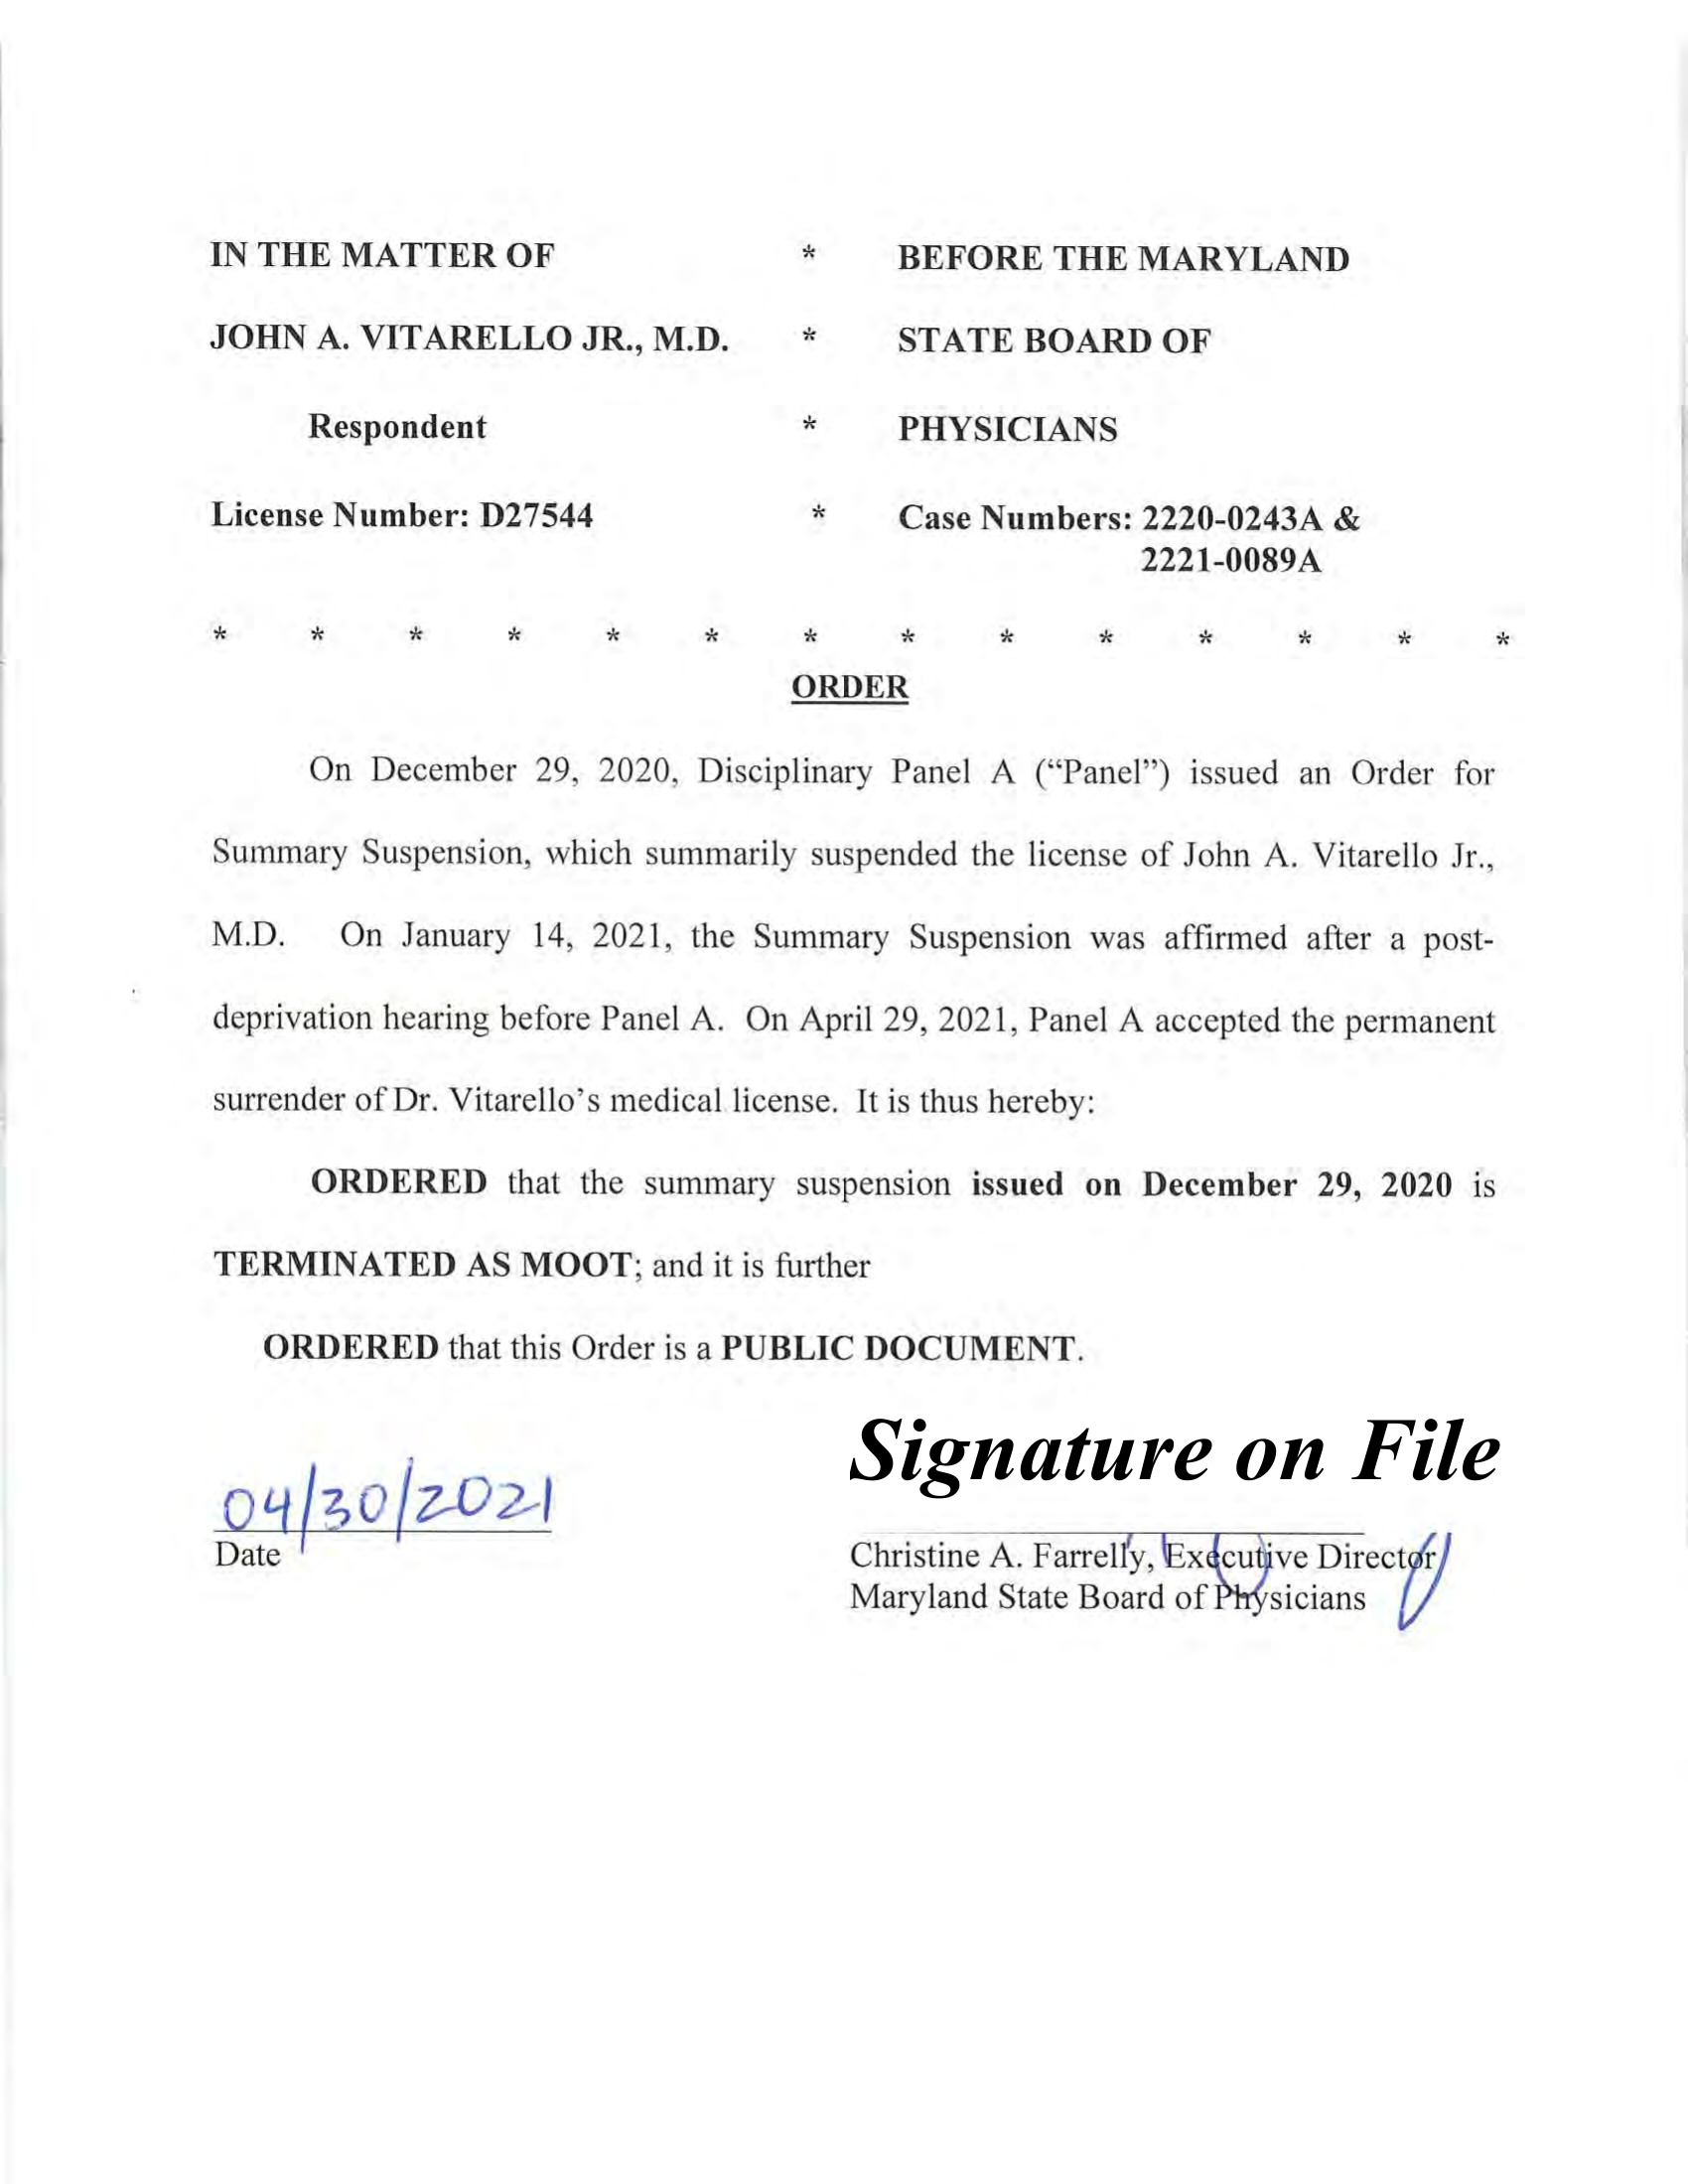 IN THE MATTER OF * BEFORE THE MARYLAND
JOHN A. VITARELLO JR., M.D. * STATE BOARD OF
Respondent * PHYSICIANS
License Number: D27544 * Case Numbers: 2220-0243A &
2221-0089A
* * * * * * * * * * * * * *
ORDER
On December 29, 2020, Disciplinary Panel A (“Panel”) issued an Order for
Summary Suspension, which summarily suspended the license of John A. Vitarello Jr.,
M.D. On January 14, 2021, the Summary Suspension was affirmed after a post-
deprivation hearing before Panel A. On April 29, 2021, Panel A accepted the permanent
surrender of Dr. Vitarello’s medical license. It is thus hereby:
ORDERED that the summary suspension issued on December 29, 2020 is
TERMINATED AS MOOT; and it is further
ORDERED that this Order is a PUBLIC DOCUMENT.
Signature on File
04/30/2021
Date
Christine A. Farrelly, Executive Director
Maryland State Board of Physicians